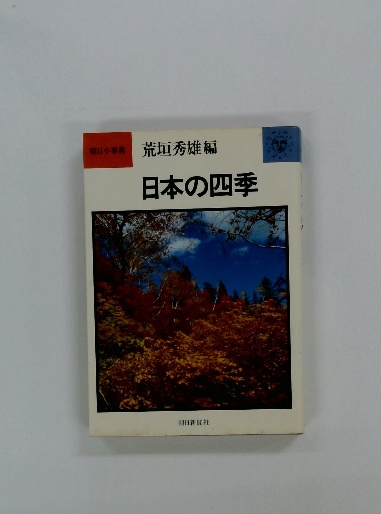 朝日小事典
荒垣秀雄編
日本の四季
朝日新聞社